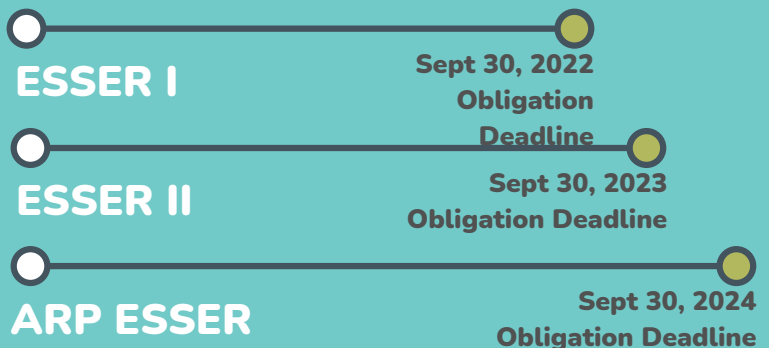 ESSER I
Sept 30, 2022
Obligation
Deadline
ESSER II
Sept 30, 2023
Obligation Deadline
ARP ESSER
Sept 30, 2024
Obligation Deadline